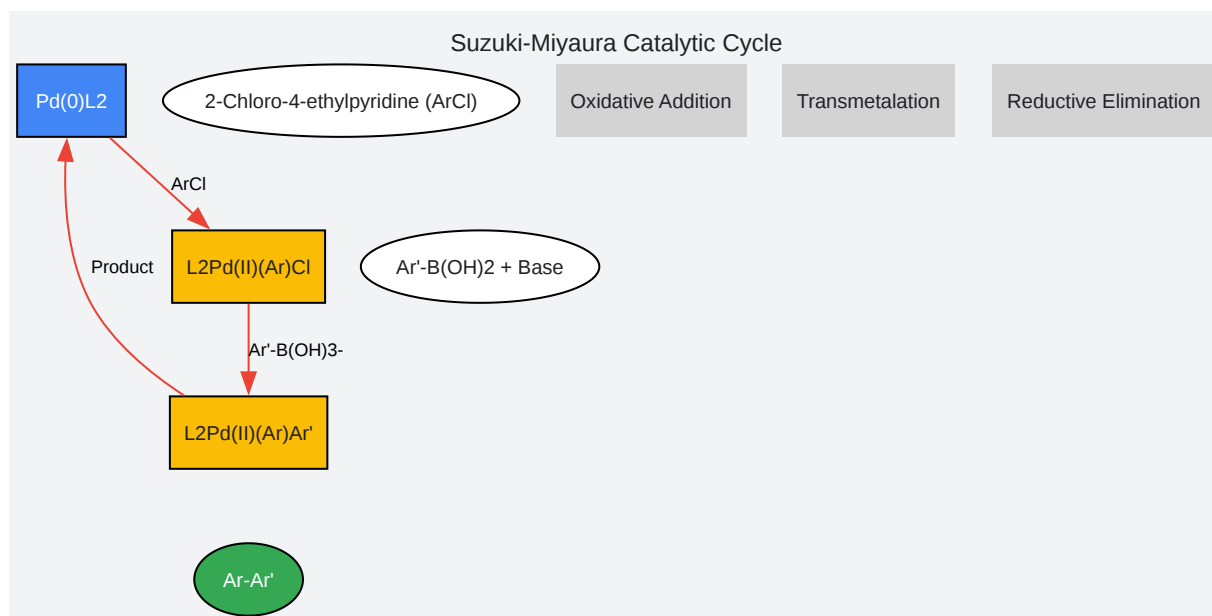 Suzuki-Miyaura Catalytic Cycle
Pd(0)L2
2-Chloro-4-ethylpyridine (ArCl)
Oxidative Addition
Transmetalation
Reductive Elimination
ArCl
Product
L2Pd(II)(Ar)Cl
Ar'-B(OH)2 + Base
Ar'-B(OH)3-
L2Pd(II)(Ar)Ar'
Ar-Ar'